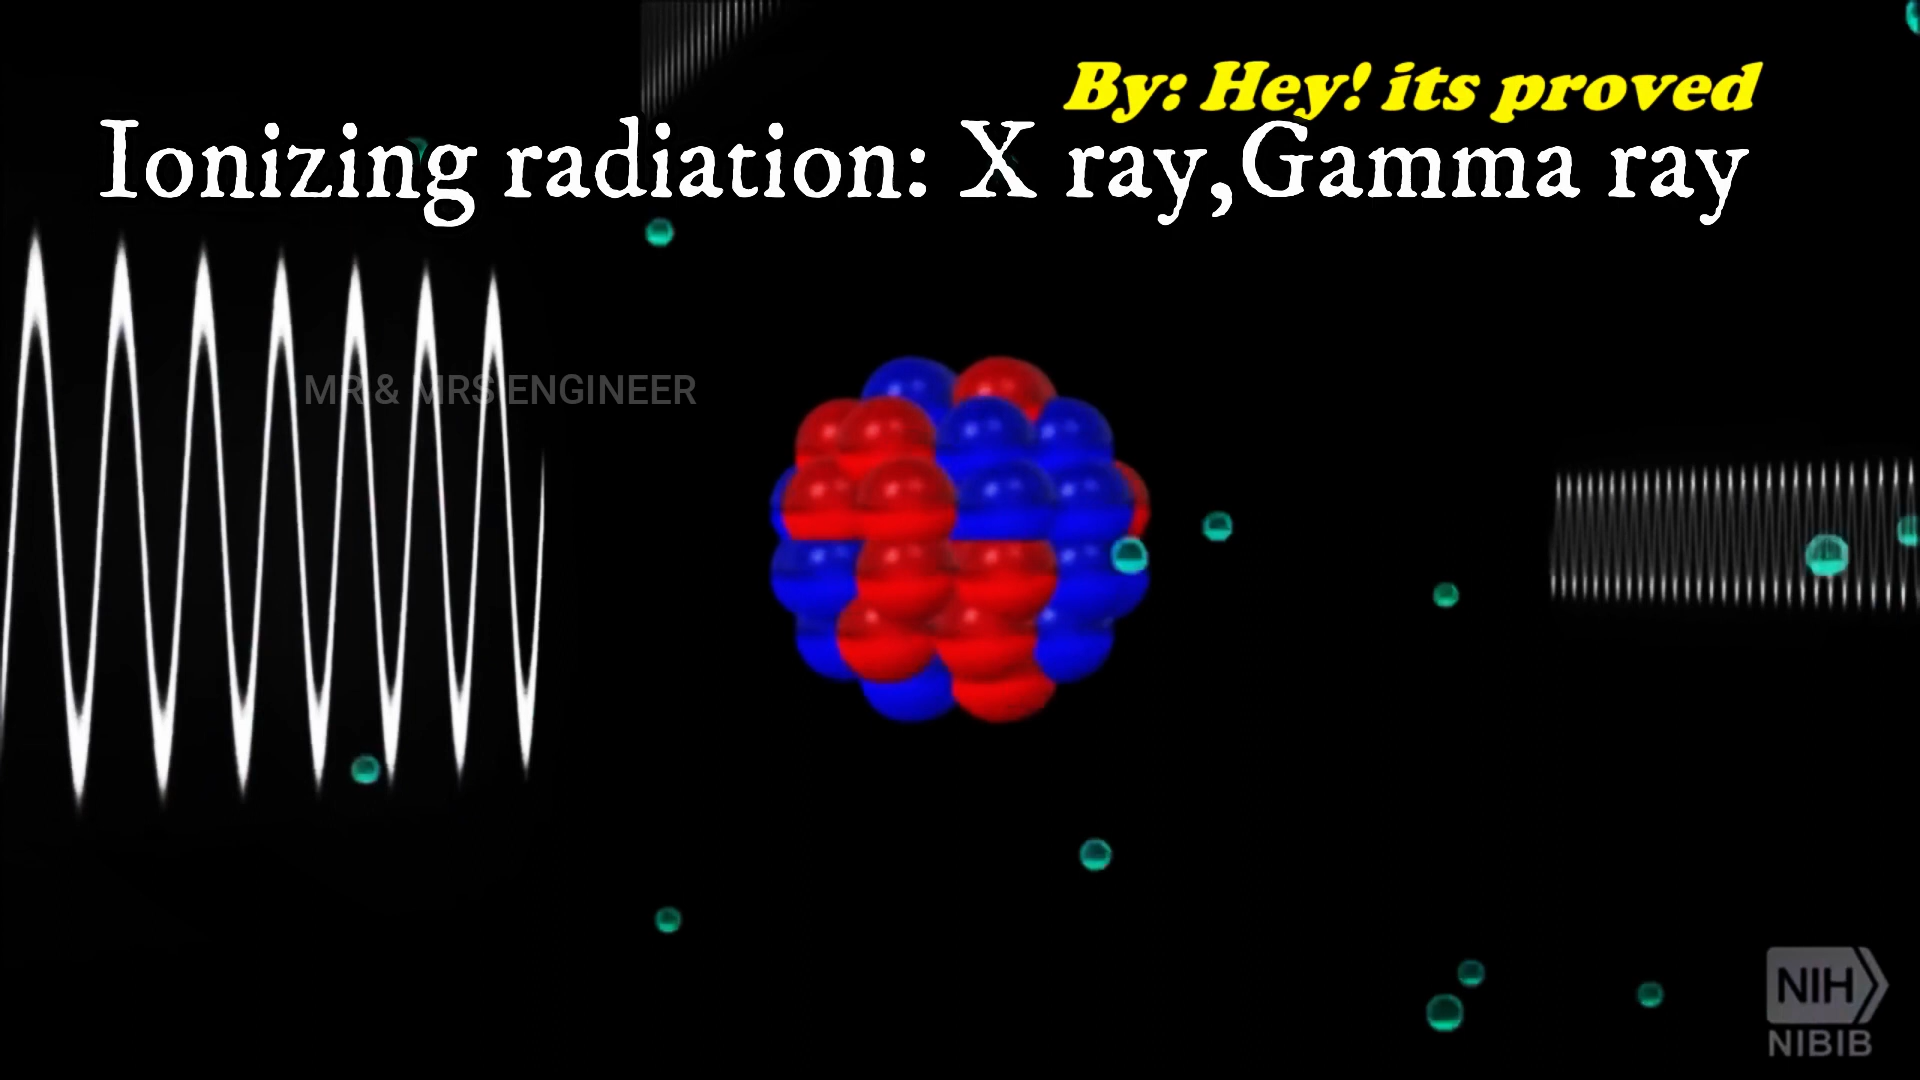 By: Hey! its proved
Ionizing radiation: X ray,Gamma ray
MR & MRS ENGINEER
NIH
NIBIB